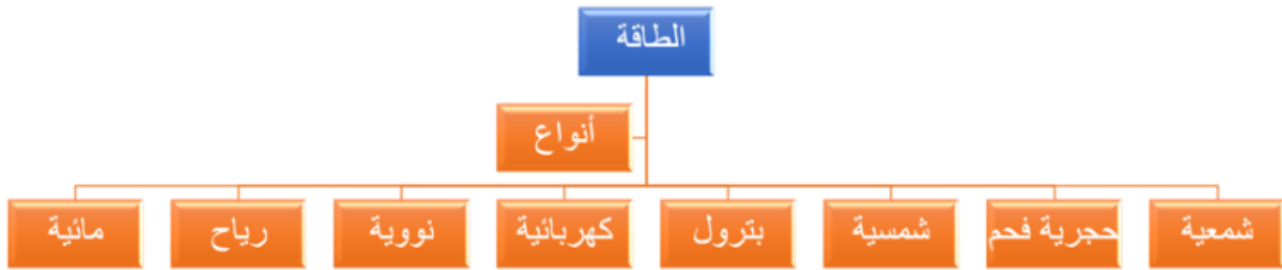 الطاقة
أنواع
شمعية
حجرية فحم
شمسية
بترول
كهربائية
نووية
رياح
مائية